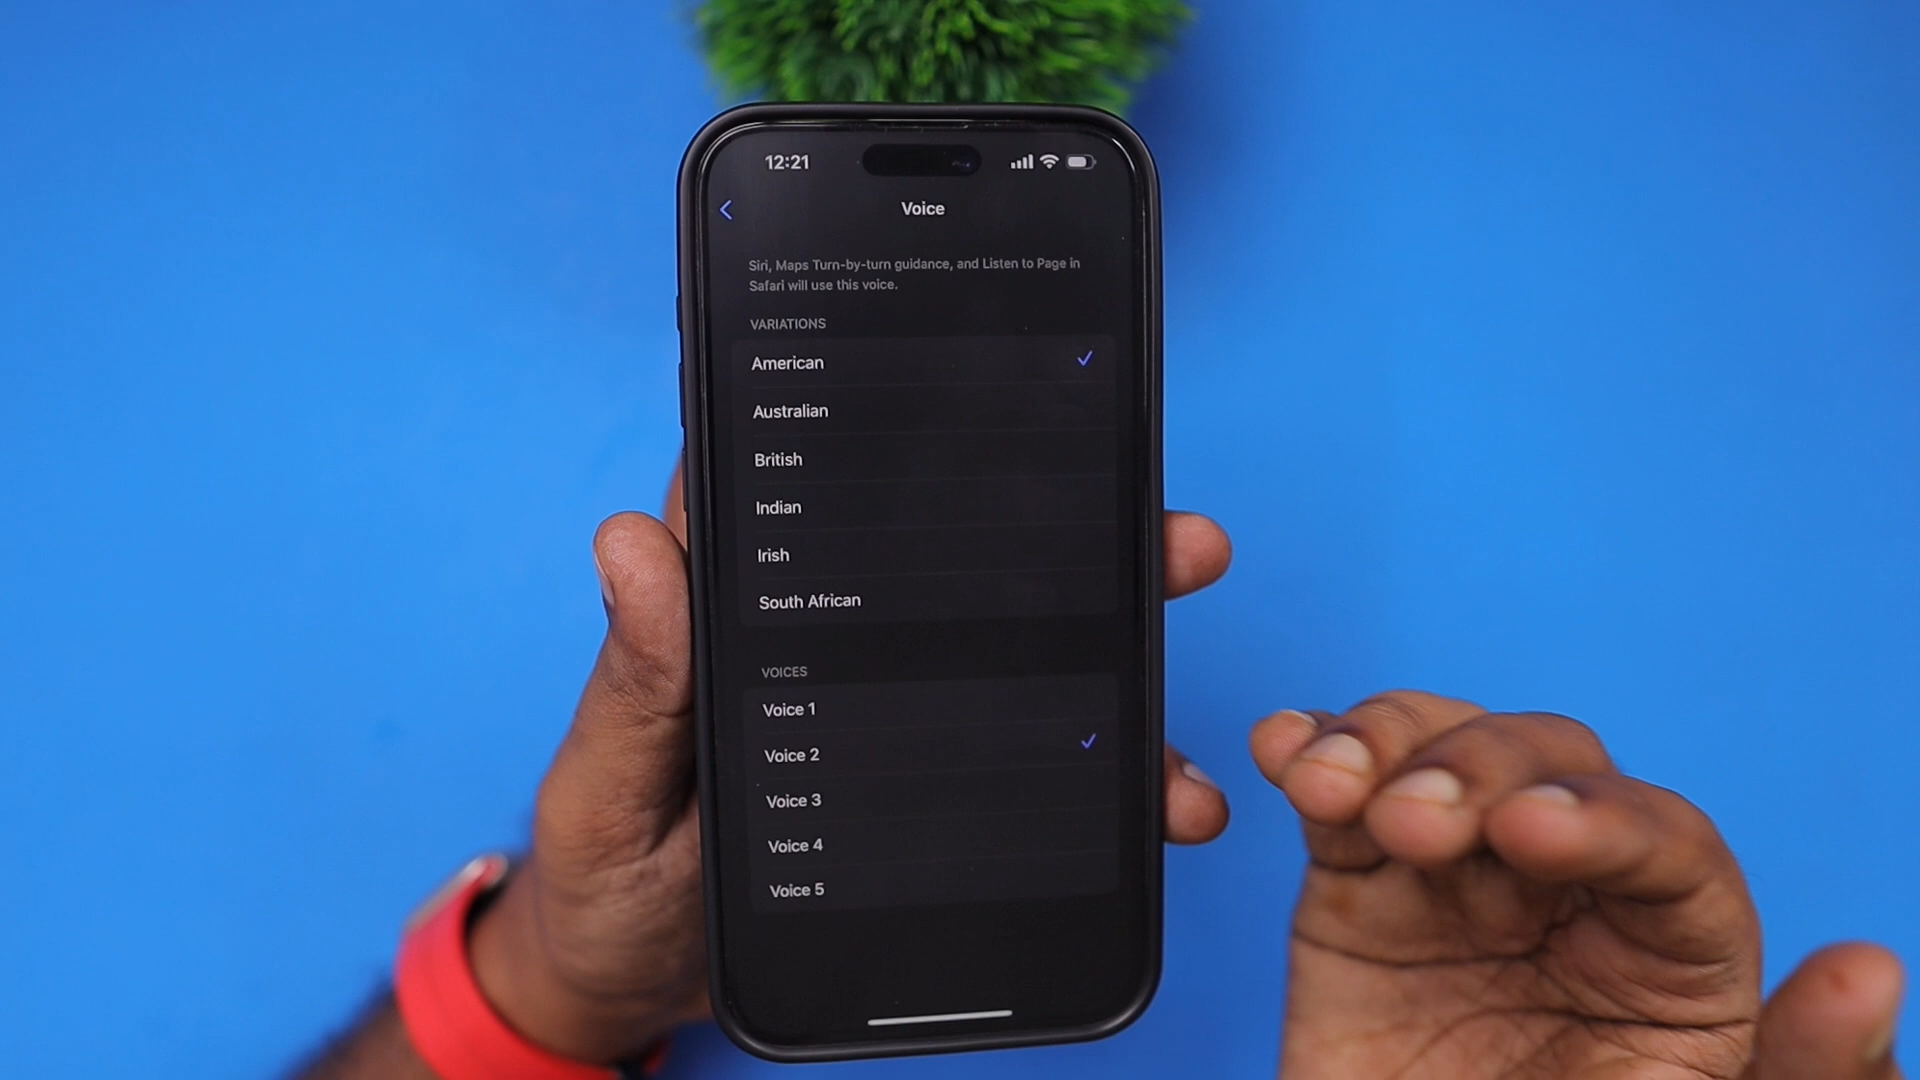 12:21
Voice
Siri, Maps Turn-by-turn guidance, and Listen to Page in
Safari will use this voice.
VARIATIONS
American
Australian
British
Indian
Irish
South African
VOICES
Voice 1
Voice 2
Voice 3
Voice 4
Voice 5